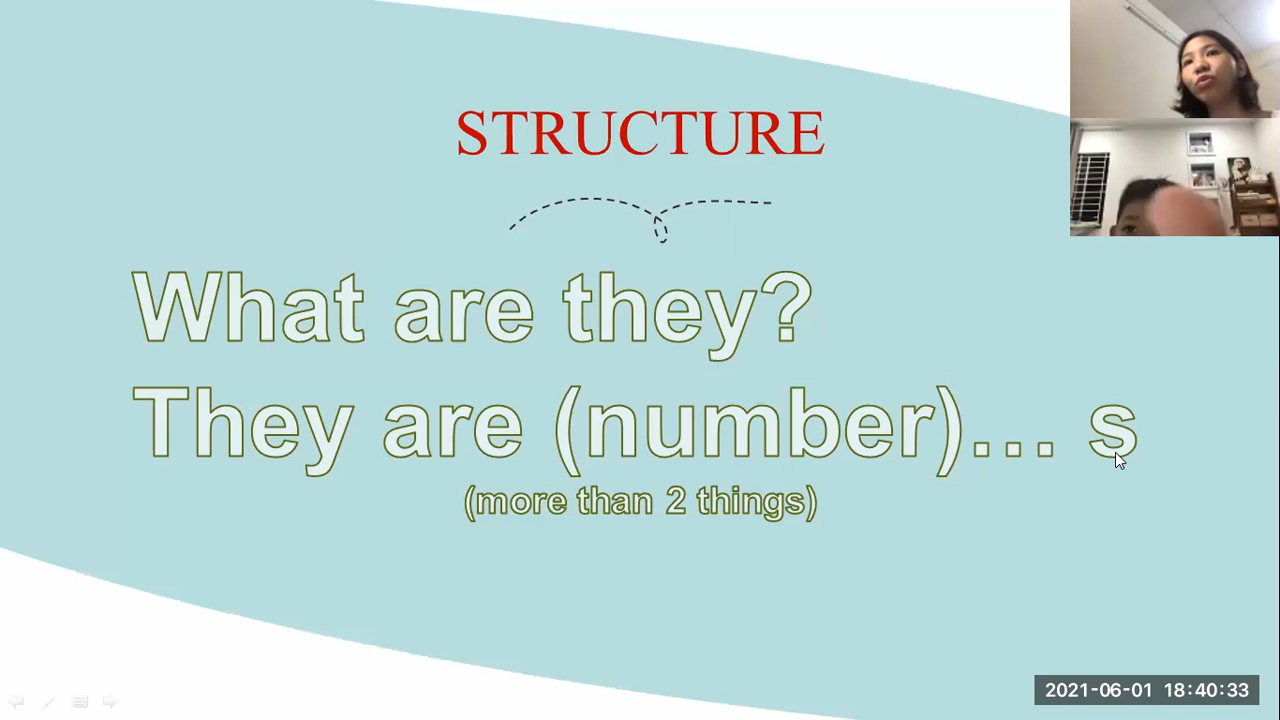 STRUCTURE
What are they?
They are (number)... s
(more than 2 things)
2021-06-01 18:40:33